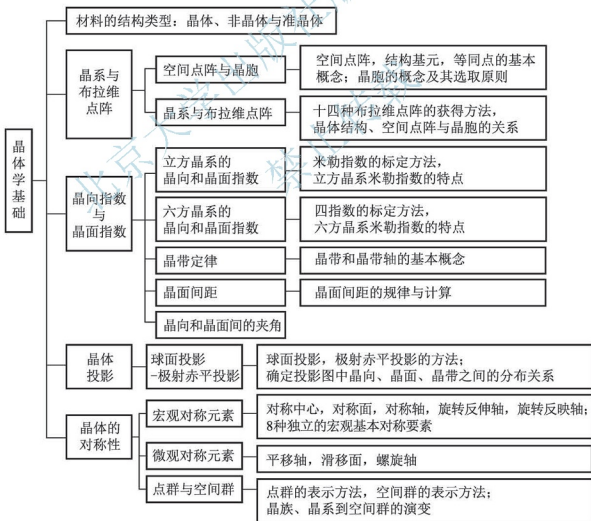 材料的结构类型：晶体、非晶体与准晶体
晶体学基础
晶系与
布拉维
点阵
空间点阵与晶胞
空间点阵，结构基元，等同点的基本
概念；晶胞的概念及其选取原则
晶系与布拉维点阵
十四种布拉维点阵的获得方法，
晶体结构、空间点阵与晶胞的关系
晶向指数
与
晶面指数
立方晶系的
晶向和晶面指数
米勒指数的标定方法，
立方晶系米勒指数的特点
六方晶系的
晶向和晶面指数
四指数的标定方法，
六方晶系米勒指数的特点
晶带定律
晶带和晶带轴的基本概念
晶面间距
晶面间距的规律与计算
晶向和晶面间的夹角
晶体
投影
球面投影
-极射赤平投影
球面投影，极射赤平投影的方法；
确定投影图中晶向、晶面、晶带之间的分布关系
晶体的
对称性
宏观对称元素
对称中心，对称面，对称轴，旋转反伸轴，旋转反映轴；
8种独立的宏观基本对称要素
微观对称元素
平移轴，滑移面，螺旋轴
点群与空间群
点群的表示方法，空间群的表示方法；
晶族、晶系到空间群的演变
北京大学出版社